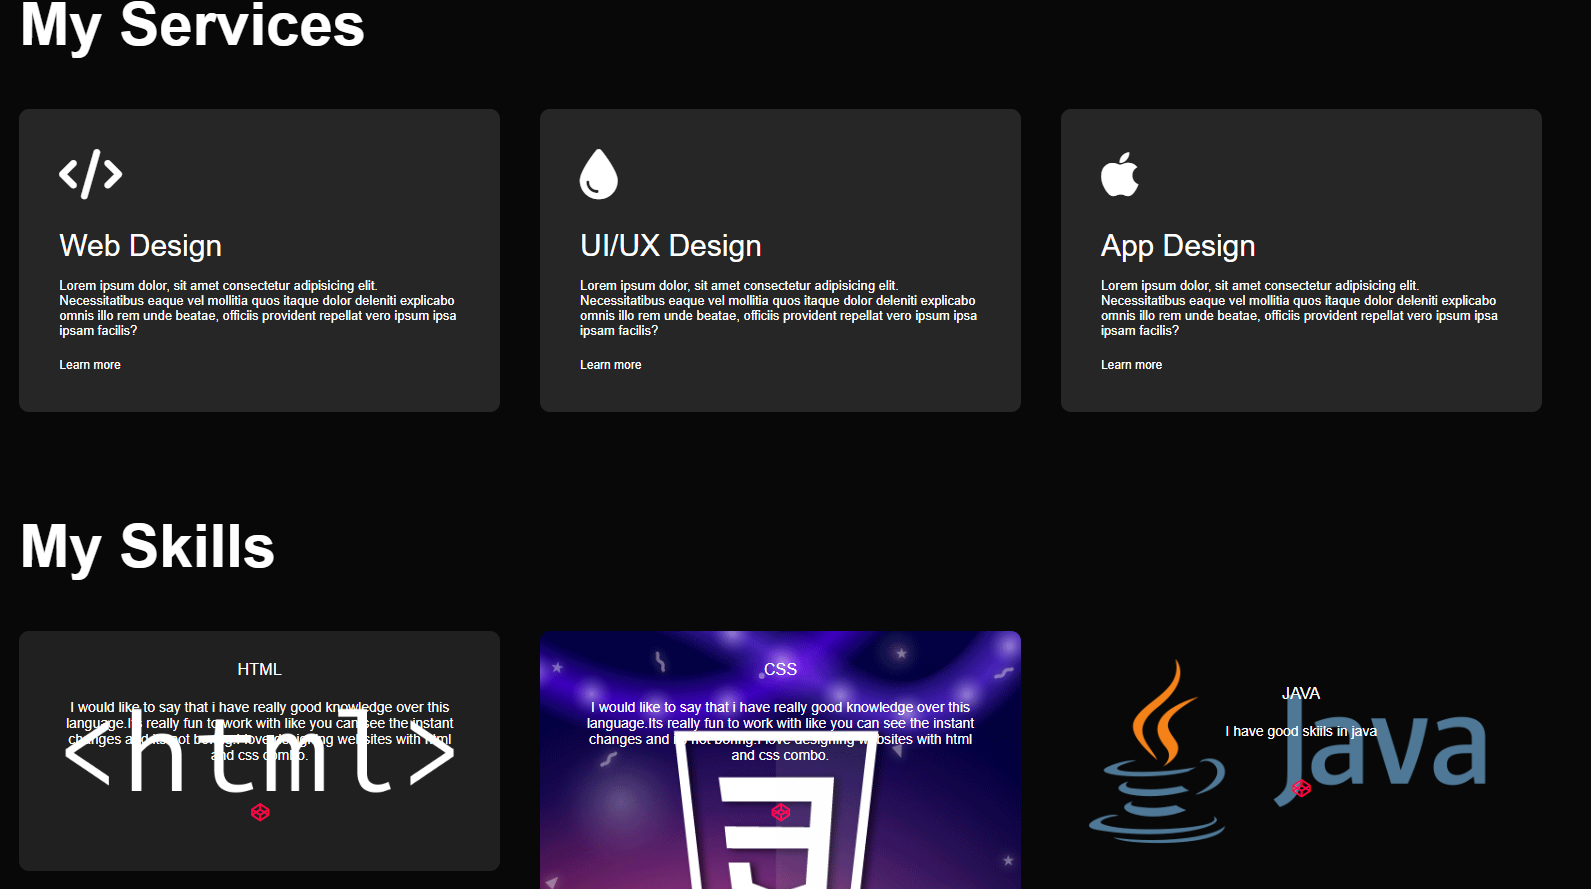 My Services
Web Design
Lorem ipsum dolor, sit amet consectetur adipisicing elit.
Necessitatibus eaque vel mollitia quos itaque dolor deleniti explicabo
omnis illo rem unde beatae, officiis provident repellat vero ipsum ipsa
ipsam facilis?
Learn more
UI/UX Design
Lorem ipsum dolor, sit amet consectetur adipisicing elit.
Necessitatibus eaque vel mollitia quos itaque dolor deleniti explicabo
omnis illo rem unde beatae, officiis provident repellat vero ipsum ipsa
ipsam facilis?
Learn more
App Design
Lorem ipsum dolor, sit amet consectetur adipisicing elit.
Necessitatibus eaque vel mollitia quos itaque dolor deleniti explicabo
omnis illo rem unde beatae, officiis provident repellat vero ipsum ipsa
ipsam facilis?
Learn more
My Skills
HTML
I would like to say that i have really good knowledge over this
language.Its really fun to work with like you can see the instant
changes and its not boring.I love designing websites with html
and css combo.
<html>
CSS
I would like to say that i have really good knowledge over this
language.Its really fun to work with like you can see the instant
changes and its not boring.I love designing websites with html
and css combo.
3
JAVA
I have good skills in java
Java